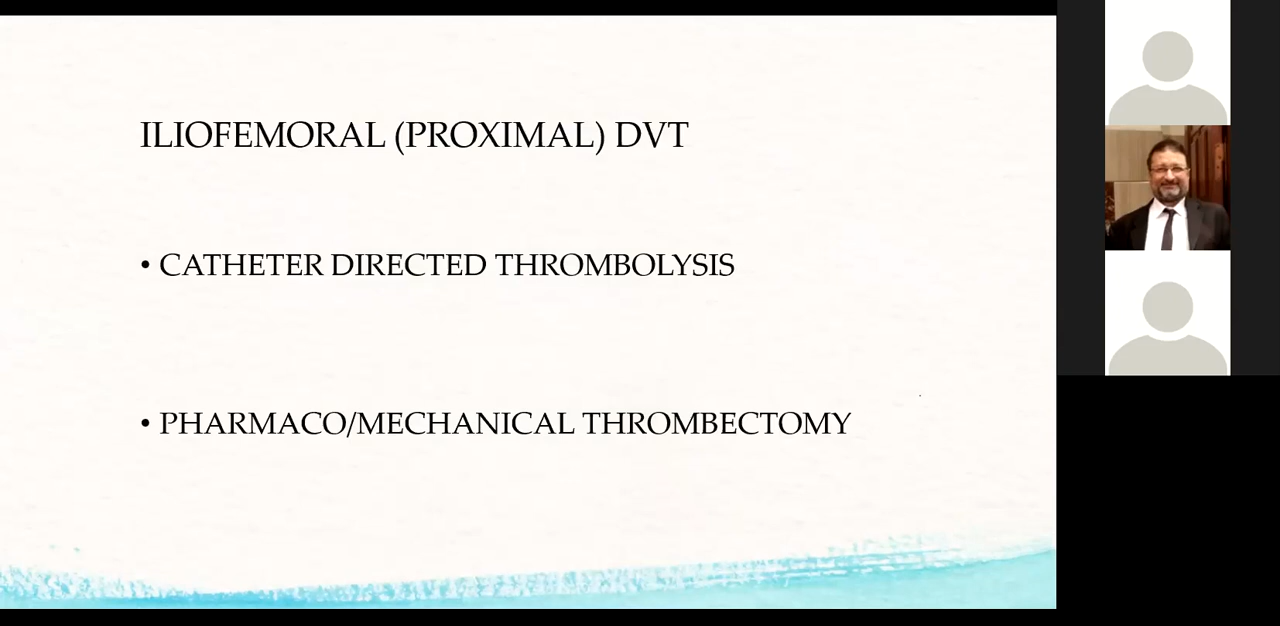 ILIOFEMORAL (PROXIMAL) DVT
• CATHETER DIRECTED THROMBOLYSIS
• PHARMACO/MECHANICAL THROMBECTOMY